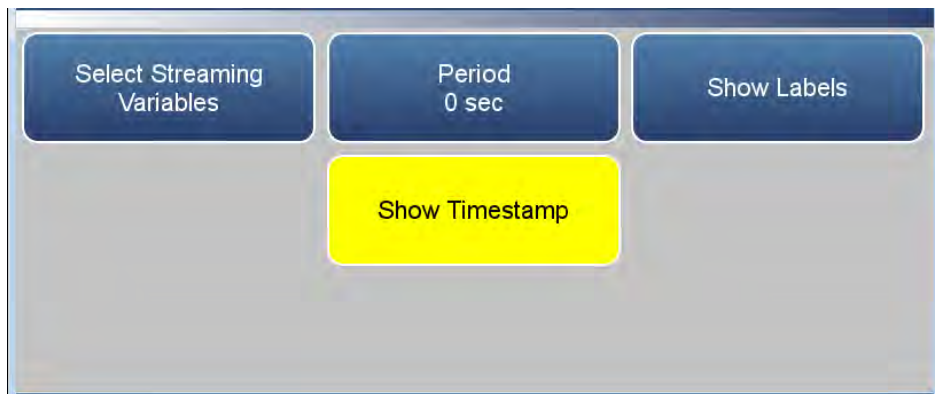 Select Streaming
Variables
Period
0 sec
Show Labels
Show Timestamp